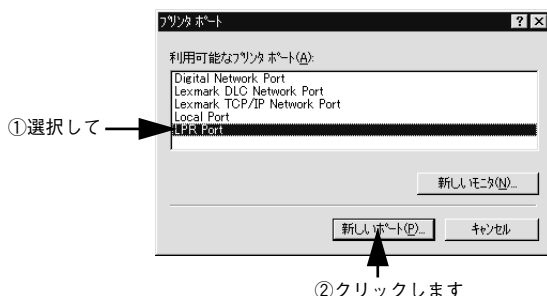 プリンタ ポート
利用可能なプリンタ ポート(A):
Digital Network Port
Lexmark DLC Network Port
Lexmark TCP/IP Network Port
Local Port
LPR Port
①選択して
新しいモニタ(N)...
新しいポート(P)...
キャンセル
②クリックします